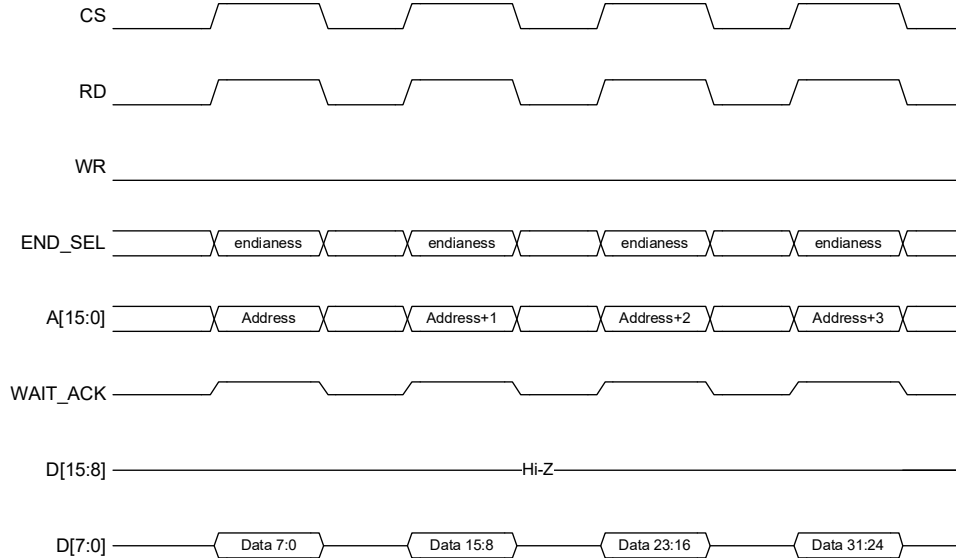 CS
RD
WR
END_SEL endianess endianess endianess endianess
A[15:0] Address Address+1 Address+2 Address+3
WAIT_ACK
D[15:8] Hi-Z
D[7:0] Data 7:0 Data 15:8 Data 23:16 Data 31:24